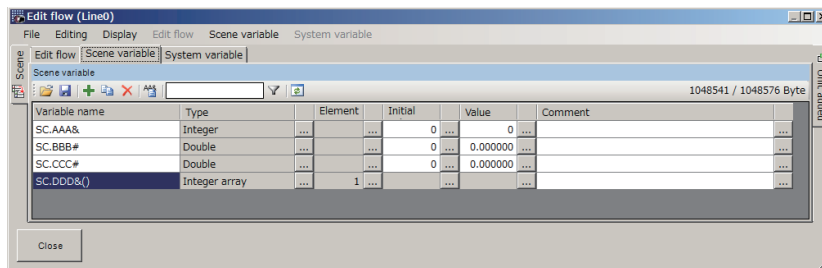 Edit flow (Line0)
File Editing Display Edit flow Scene variable System variable
Scene
Edit flow Scene variable System variable
Scene variable
1048541 / 1048576 Byte
Variable name Type Element Initial Value Comment
SC.AAA& Integer ... ... 0 ... 0 ... ...
SC.BBB# Double ... ... 0 ... 0.000000 ... ...
SC.CCC# Double ... ... 0 ... 0.000000 ... ...
SC.DDD&() Integer array ... 1 ... ... ... ...
Close